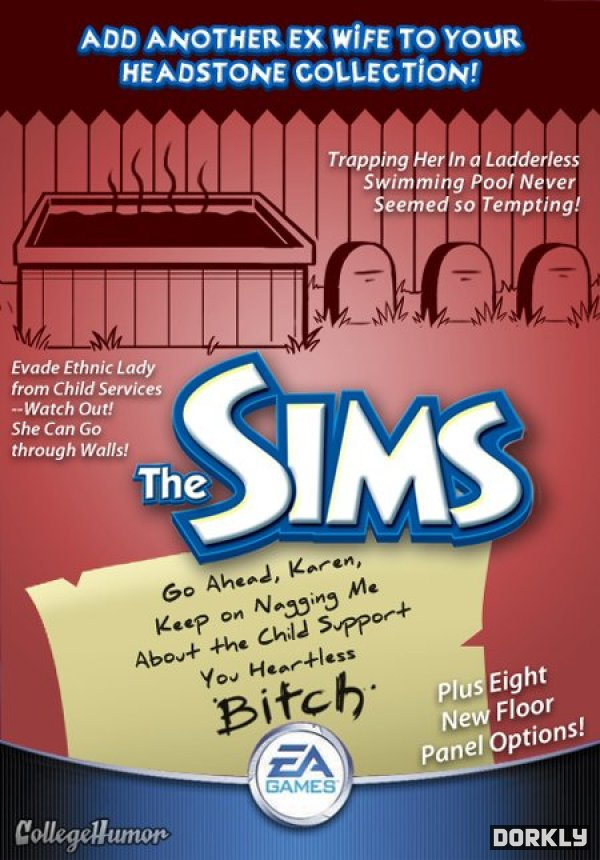 ADD ANOTHER EX WIFE TO YOUR
HEADSTONE COLLECTION!
Trapping Her In a Ladderless
Swimming Pool Never
Seemed so Tempting!
Evade Ethnic Lady
from Child Services
--Watch Out!
She Can Go
through Walls!
The SIMS
Go Ahead, Karen,
Keep on Nagging Me
About the Child Support
You Heartless
Bitch.
Plus Eight
New Floor
Panel Options!
EA
GAMES
CollegeHumor
DORKLY